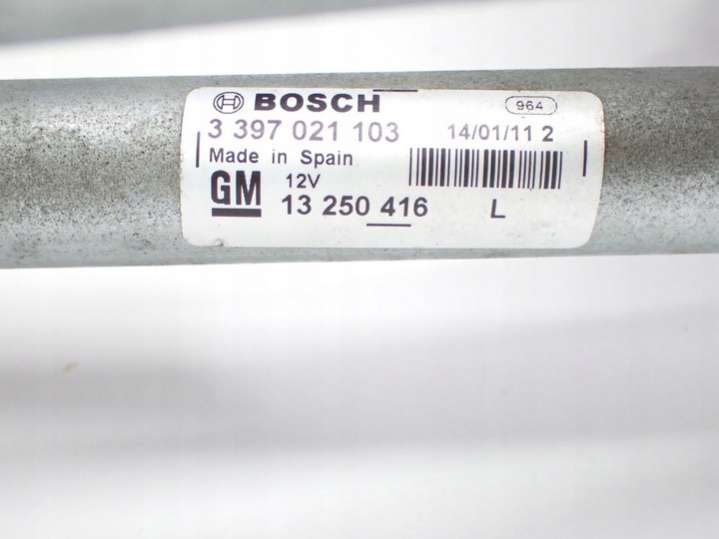 BOSCH 964
3 397 021 103 14/01/11 2
Made in Spain
GM 12V
13 250 416 L